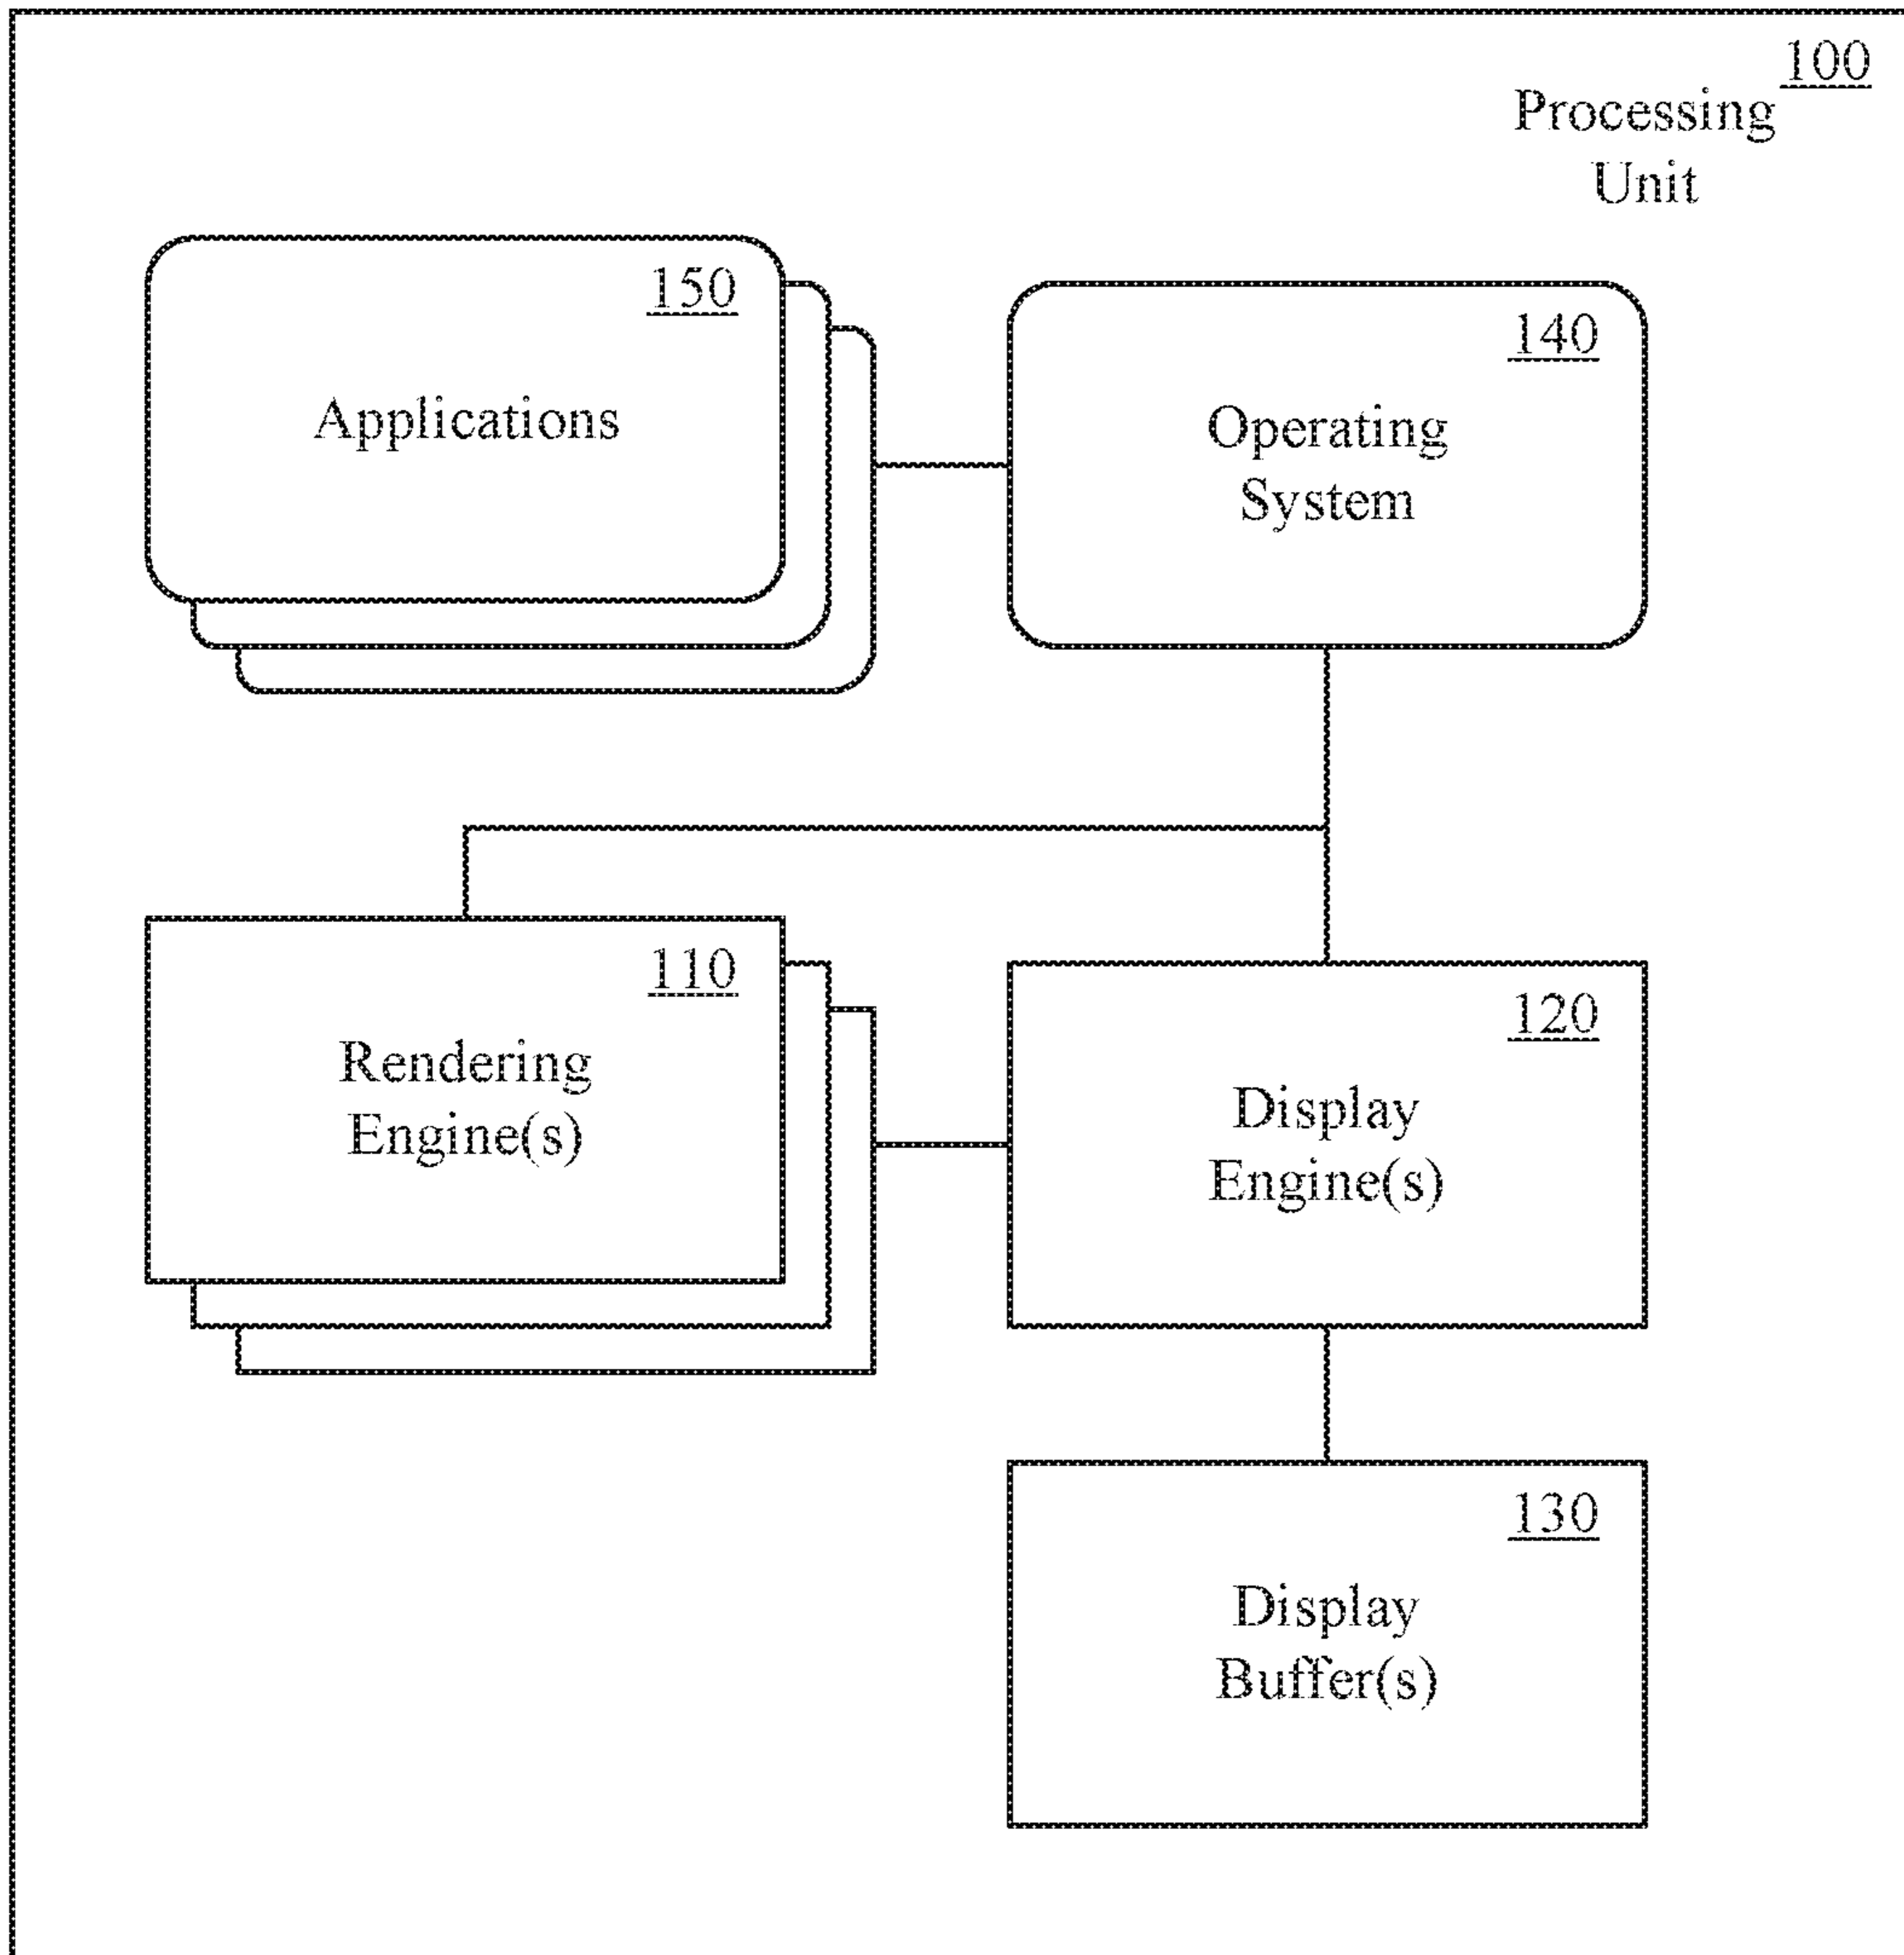 100
Processing
Unit
150
Applications
140
Operating
System
110
Rendering
Engine(s)
120
Display
Engine(s)
130
Display
Buffer(s)